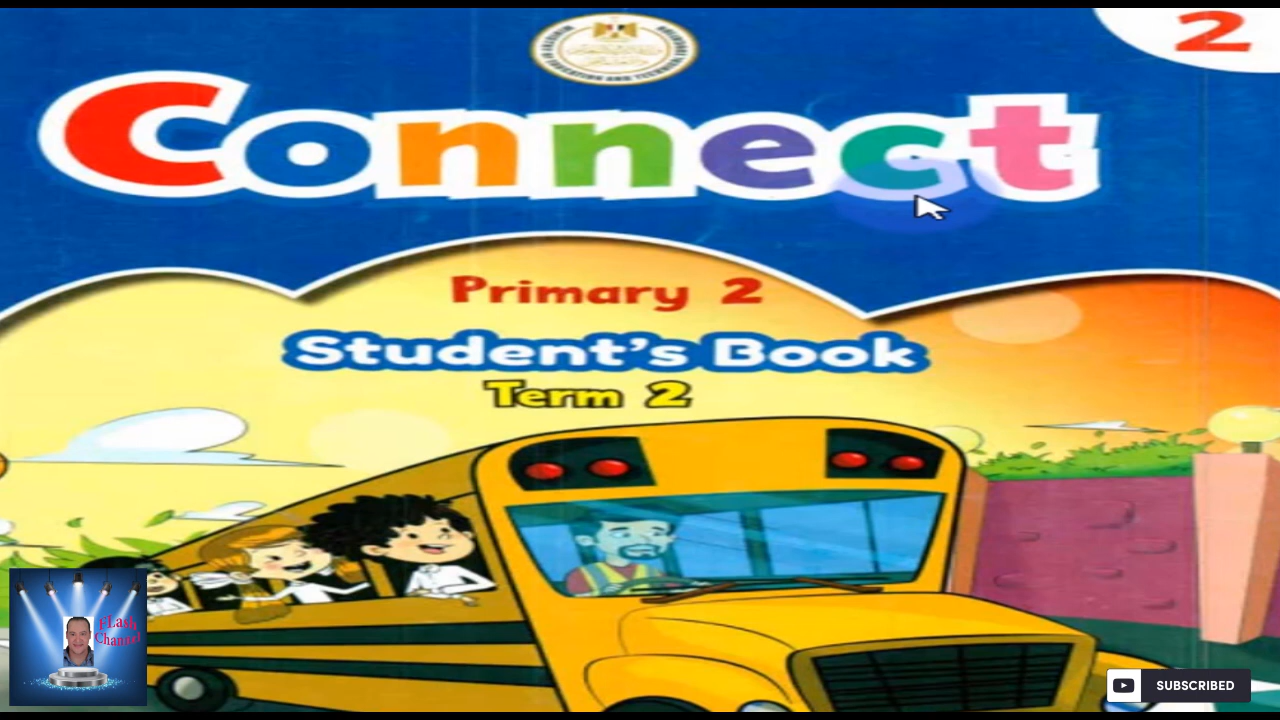 2
Connect
Primary 2
Student's Book
Term 2
FLash
Channel
SUBSCRIBED